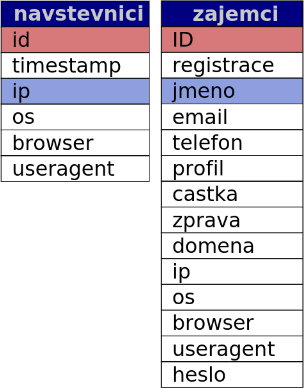 navstevnici
id
timestamp
ip
os
browser
useragent
zajemci
ID
registrace
jmeno
email
telefon
profil
castka
zprava
domena
ip
os
browser
useragent
heslo